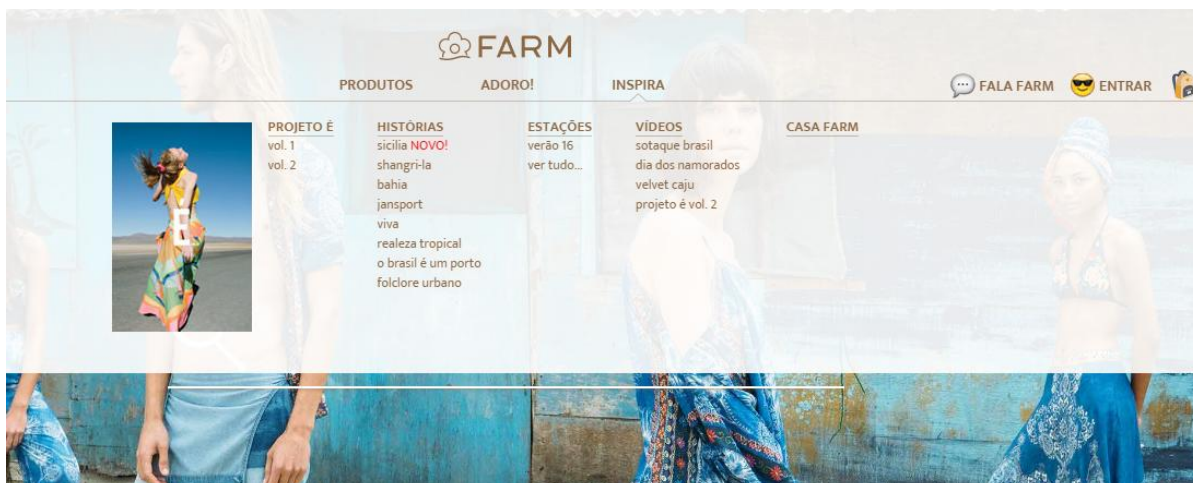 FARM
PRODUTOS ADORO! INSPIRA
FALA FARM ENTRAR
PROJETO É
vol. 1
vol. 2
HISTÓRIAS
sicilia NOVO!
shangri-la
bahia
jansport
viva
realeza tropical
o brasil é um porto
folclore urbano
ESTAÇÕES
verão 16
ver tudo...
VÍDEOS
sotaque brasil
dia dos namorados
velvet caju
projeto é vol. 2
CASA FARM
É